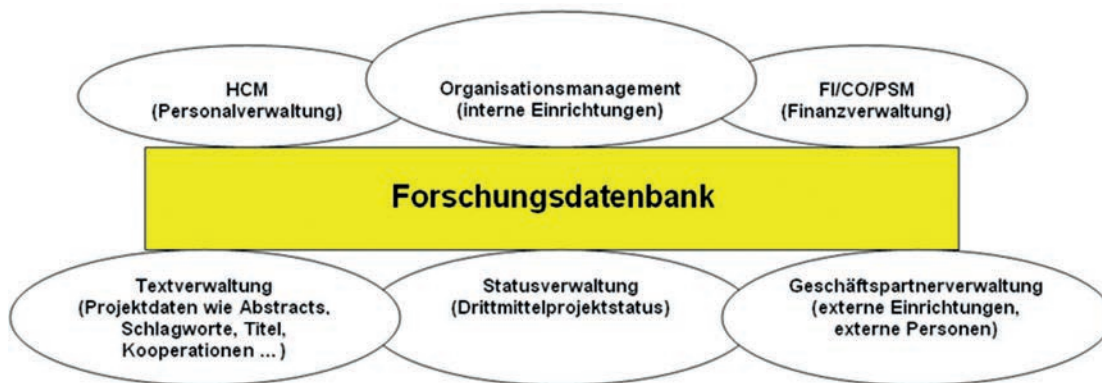 HCM
(Personalverwaltung)
Organisationsmanagement
(interne Einrichtungen)
FI/CO/PSM
(Finanzverwaltung)
Forschungsdatenbank
Textverwaltung
(Projektdaten wie Abstracts,
Schlagworte, Titel,
Kooperationen ... )
Statusverwaltung
(Drittmittelprojektstatus)
Geschäftspartnerverwaltung
(externe Einrichtungen,
externe Personen)